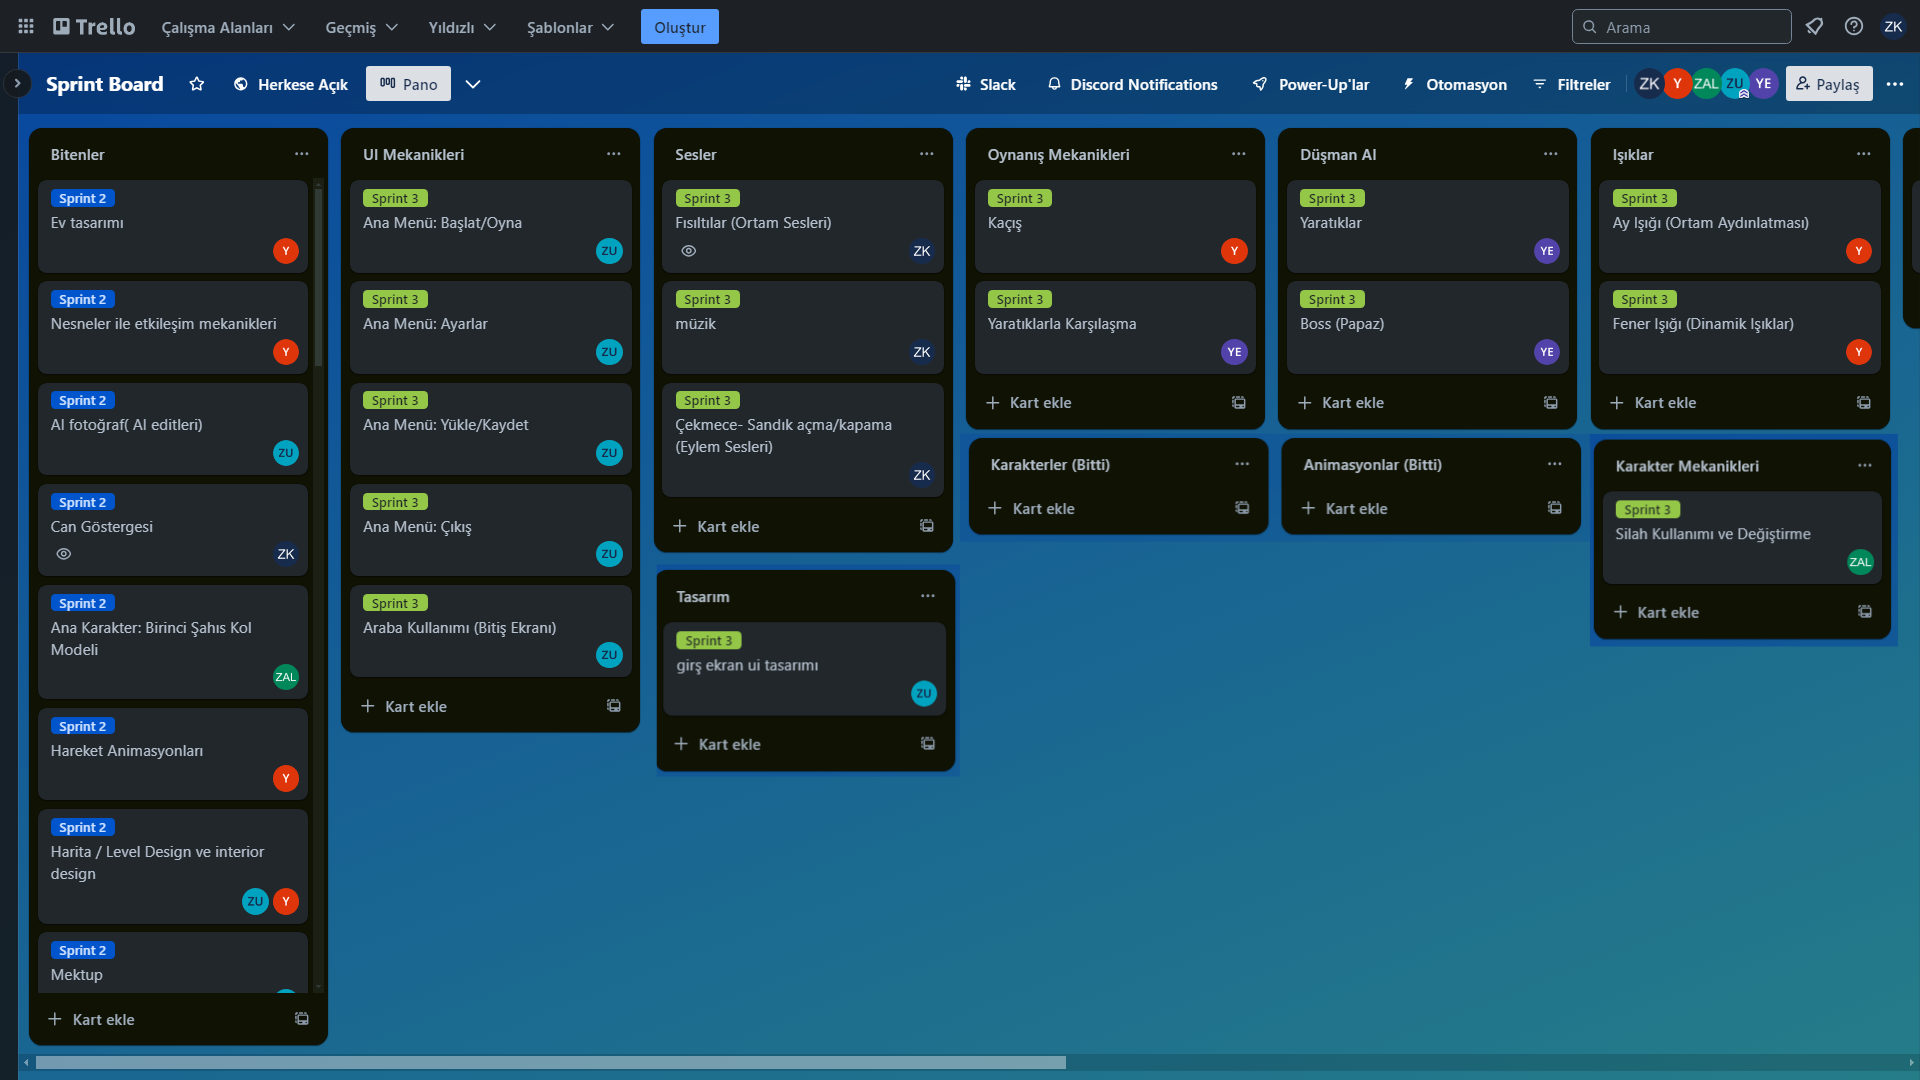 Trello
Çalışma Alanları
Geçmiş
Yıldızlı
Şablonlar
Oluştur
Arama
ZK
Sprint Board
Herkese Açık
Pano
Slack
Discord Notifications
Power-Up'lar
Otomasyon
Filtreler
ZK
Y
ZAL
ZU
YE
Paylaş
Bitenler
Sprint 2
Ev tasarımı
Y
Sprint 2
Nesneler ile etkileşim mekanikleri
Y
Sprint 2
AI fotoğraf( AI editleri)
ZU
Sprint 2
Can Göstergesi
ZK
Sprint 2
Ana Karakter: Birinci Şahıs Kol
Modeli
ZAL
Sprint 2
Hareket Animasyonları
Y
Sprint 2
Harita / Level Design ve interior
design
ZU
Y
Sprint 2
Mektup
Kart ekle
UI Mekanikleri
Sprint 3
Ana Menü: Başlat/Oyna
ZU
Sprint 3
Ana Menü: Ayarlar
ZU
Sprint 3
Ana Menü: Yükle/Kaydet
ZU
Sprint 3
Ana Menü: Çıkış
ZU
Sprint 3
Araba Kullanımı (Bitiş Ekranı)
ZU
Kart ekle
Sesler
Sprint 3
Fısıltılar (Ortam Sesleri)
ZK
Sprint 3
müzik
ZK
Sprint 3
Çekmece- Sandık açma/kapama
(Eylem Sesleri)
ZK
Kart ekle
Tasarım
Sprint 3
girş ekran ui tasarımı
ZU
Kart ekle
Oynanış Mekanikleri
Sprint 3
Kaçış
Y
Sprint 3
Yaratıklarla Karşılaşma
YE
Kart ekle
Karakterler (Bitti)
Kart ekle
Düşman AI
Sprint 3
Yaratıklar
YE
Sprint 3
Boss (Papaz)
YE
Kart ekle
Animasyonlar (Bitti)
Kart ekle
Işıklar
Sprint 3
Ay Işığı (Ortam Aydınlatması)
Y
Sprint 3
Fener Işığı (Dinamik Işıklar)
Y
Kart ekle
Karakter Mekanikleri
Sprint 3
Silah Kullanımı ve Değiştirme
ZAL
Kart ekle